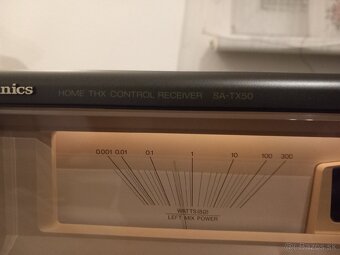 nics HOME THX CONTROL RECEIVER SA-TX50
0.001 0.01 0.1 1 10 100 300
WATTS(8Ω)
LEFT MIX POWER